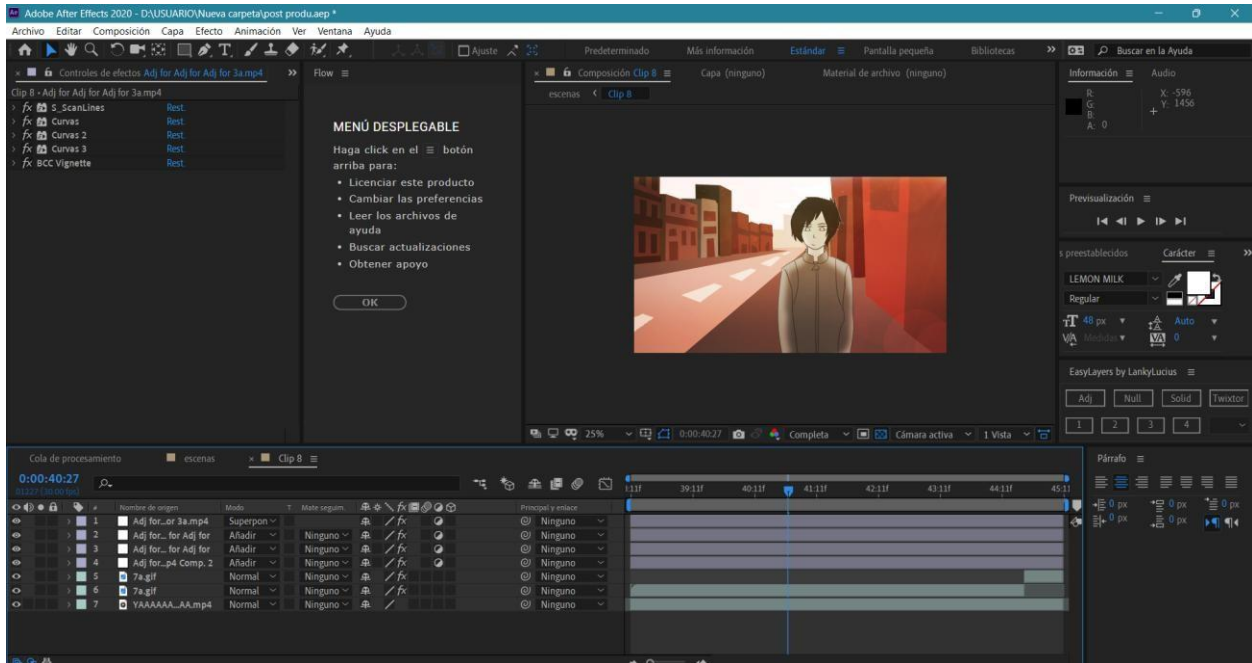 Adobe After Effects 2020 - D:\USUARIO\Nueva carpeta\post produ.aep *
Archivo Editar Composición Capa Efecto Animación Ver Ventana Ayuda
Ajuste Predeterminado Más información Estándar Pantalla pequeña Bibliotecas Buscar en la Ayuda
Controles de efectos Adj for Adj for Adj for 3a.mp4
Clip 8 • Adj for Adj for Adj for 3a.mp4
fx S_ScanLines Rest.
fx Curvas Rest.
fx Curvas 2 Rest.
fx Curvas 3 Rest.
fx BCC Vignette Rest.
Flow
MENÚ DESPLEGABLE
Haga click en el ≡ botón
arriba para:
• Licenciar este producto
• Cambiar las preferencias
• Leer los archivos de
ayuda
• Buscar actualizaciones
• Obtener apoyo
OK
Composición Clip 8 Capa (ninguno) Material de archivo (ninguno)
escenas Clip 8
25% 0:00:40:27 Completa Cámara activa 1 Vista
Información Audio
R: X: -596
G: Y: 1456
B:
A: 0
Previsualización
s preestablecidos Carácter
LEMON MILK
Regular
48 px Auto
Medidas 0
EasyLayers by LankyLucius
Adj Null Solid Twixtor
1 2 3 4
Cola de procesamiento escenas Clip 8
0:00:40:27
01227 (30.00 fps)
# Nombre de origen Modo T Mate seguim. Principal y enlace
1:11f 39:11f 40:11f 41:11f 42:11f 43:11f 44:11f 45:11
1 Adj for...or 3a.mp4 Superpon Ninguno
2 Adj for... for Adj for Añadir Ninguno Ninguno
3 Adj for... for Adj for Añadir Ninguno Ninguno
4 Adj for...p4 Comp. 2 Añadir Ninguno Ninguno
5 7a.gif Normal Ninguno Ninguno
6 7a.gif Normal Ninguno Ninguno
7 YAAAAAA...AA.mp4 Normal Ninguno Ninguno
Párrafo
0 px 0 px 0 px
0 px 0 px